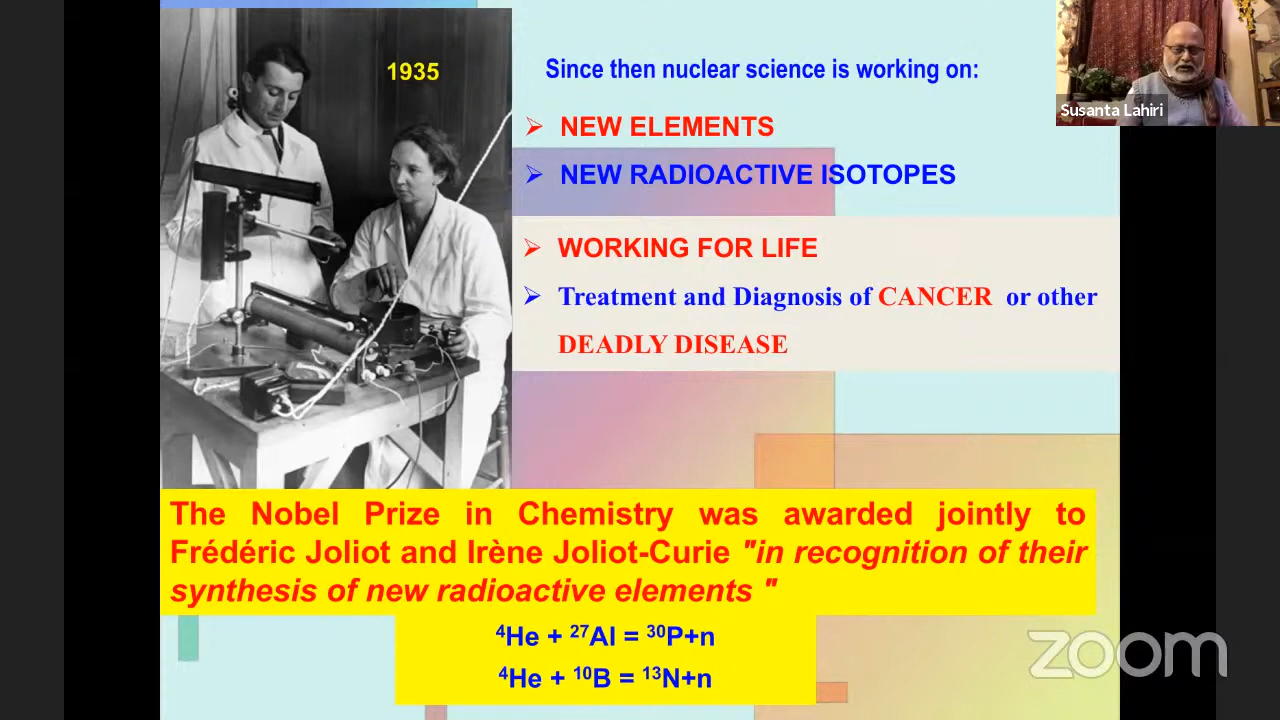 1935
Since then nuclear science is working on:
➢ NEW ELEMENTS
➢ NEW RADIOACTIVE ISOTOPES
➢ WORKING FOR LIFE
➢ Treatment and Diagnosis of CANCER or other
DEADLY DISEASE
Susanta Lahiri
The Nobel Prize in Chemistry was awarded jointly to
Frédéric Joliot and Irène Joliot-Curie "in recognition of their
synthesis of new radioactive elements "
⁴He + ²⁷Al = ³⁰P+n
⁴He + ¹⁰B = ¹³N+n
zoom